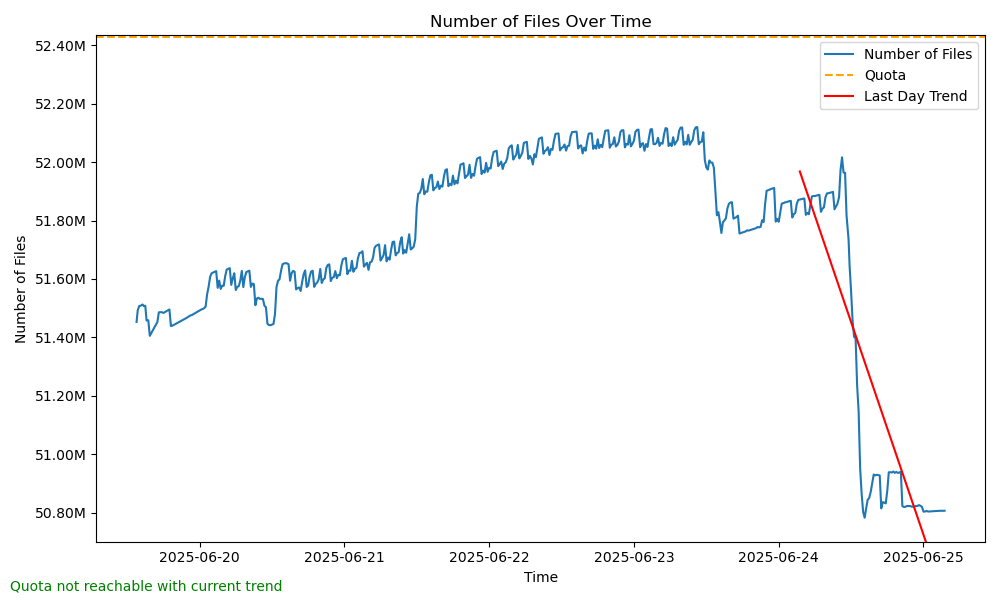 Number of Files Over Time
Number of Files
Quota
Last Day Trend
52.40M
52.20M
52.00M
51.80M
51.60M
51.40M
51.20M
51.00M
50.80M
Number of Files
2025-06-20
2025-06-21
2025-06-22
2025-06-23
2025-06-24
2025-06-25
Time
Quota not reachable with current trend